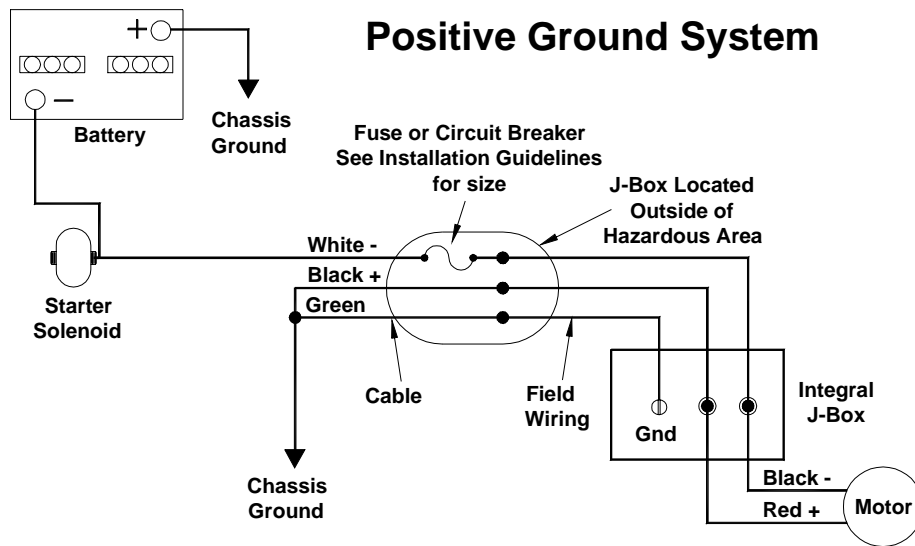 Positive Ground System
+
–
Battery
Chassis
Ground
Fuse or Circuit Breaker
See Installation Guidelines
for size
J-Box Located
Outside of
Hazardous Area
White -
Black +
Green
Starter
Solenoid
Cable
Field
Wiring
Integral
J-Box
Gnd
Chassis
Ground
Black -
Red +
Motor